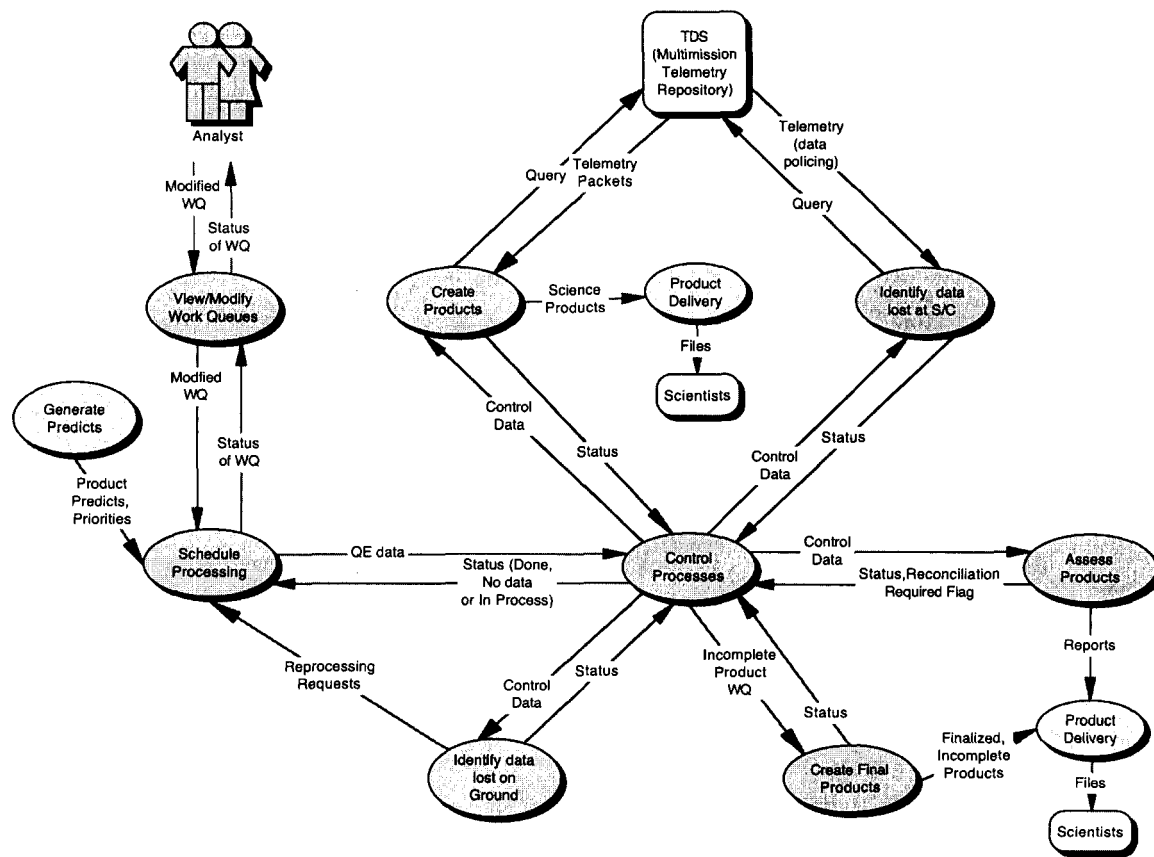 TDS
(Multimission
Telemetry
Repository)
Analyst
Modified
WQ
Status
of WQ
Query
Telemetry
Packets
Telemetry
(data
policing)
Query
View/Modify
Work Queues
Create
Products
Science
Products
Product
Delivery
Identify data
lost at S/C
Files
Scientists
Generate
Predicts
Modfied
WQ
Status
of WQ
Control
Data
Status
Control
Data
Status
Product
Predicts,
Priorities
Schedule
Processing
QE data
Status (Done,
No data
or In Process)
Control
Processes
Control
Data
Status,Reconciliation
Required Flag
Assess
Products
Reprocessing
Requests
Control
Data
Status
Incomplete
Product
WQ
Status
Reports
Identify data
lost on
Ground
Create Final
Products
Finalized,
Incomplete
Products
Product
Delivery
Files
Scientists